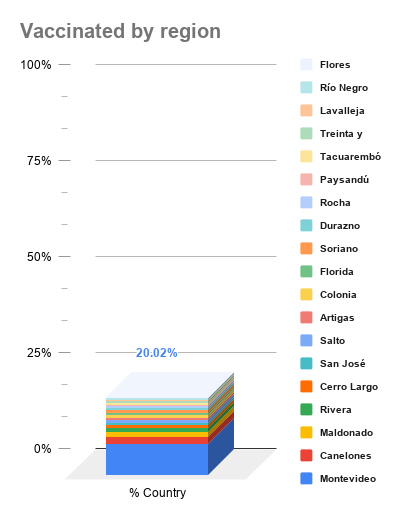 Vaccinated by region
100%
75%
50%
25%
0%
20.02%
% Country
Flores
Río Negro
Lavalleja
Treinta y
Tacuarembó
Paysandú
Rocha
Durazno
Soriano
Florida
Colonia
Artigas
Salto
San José
Cerro Largo
Rivera
Maldonado
Canelones
Montevideo